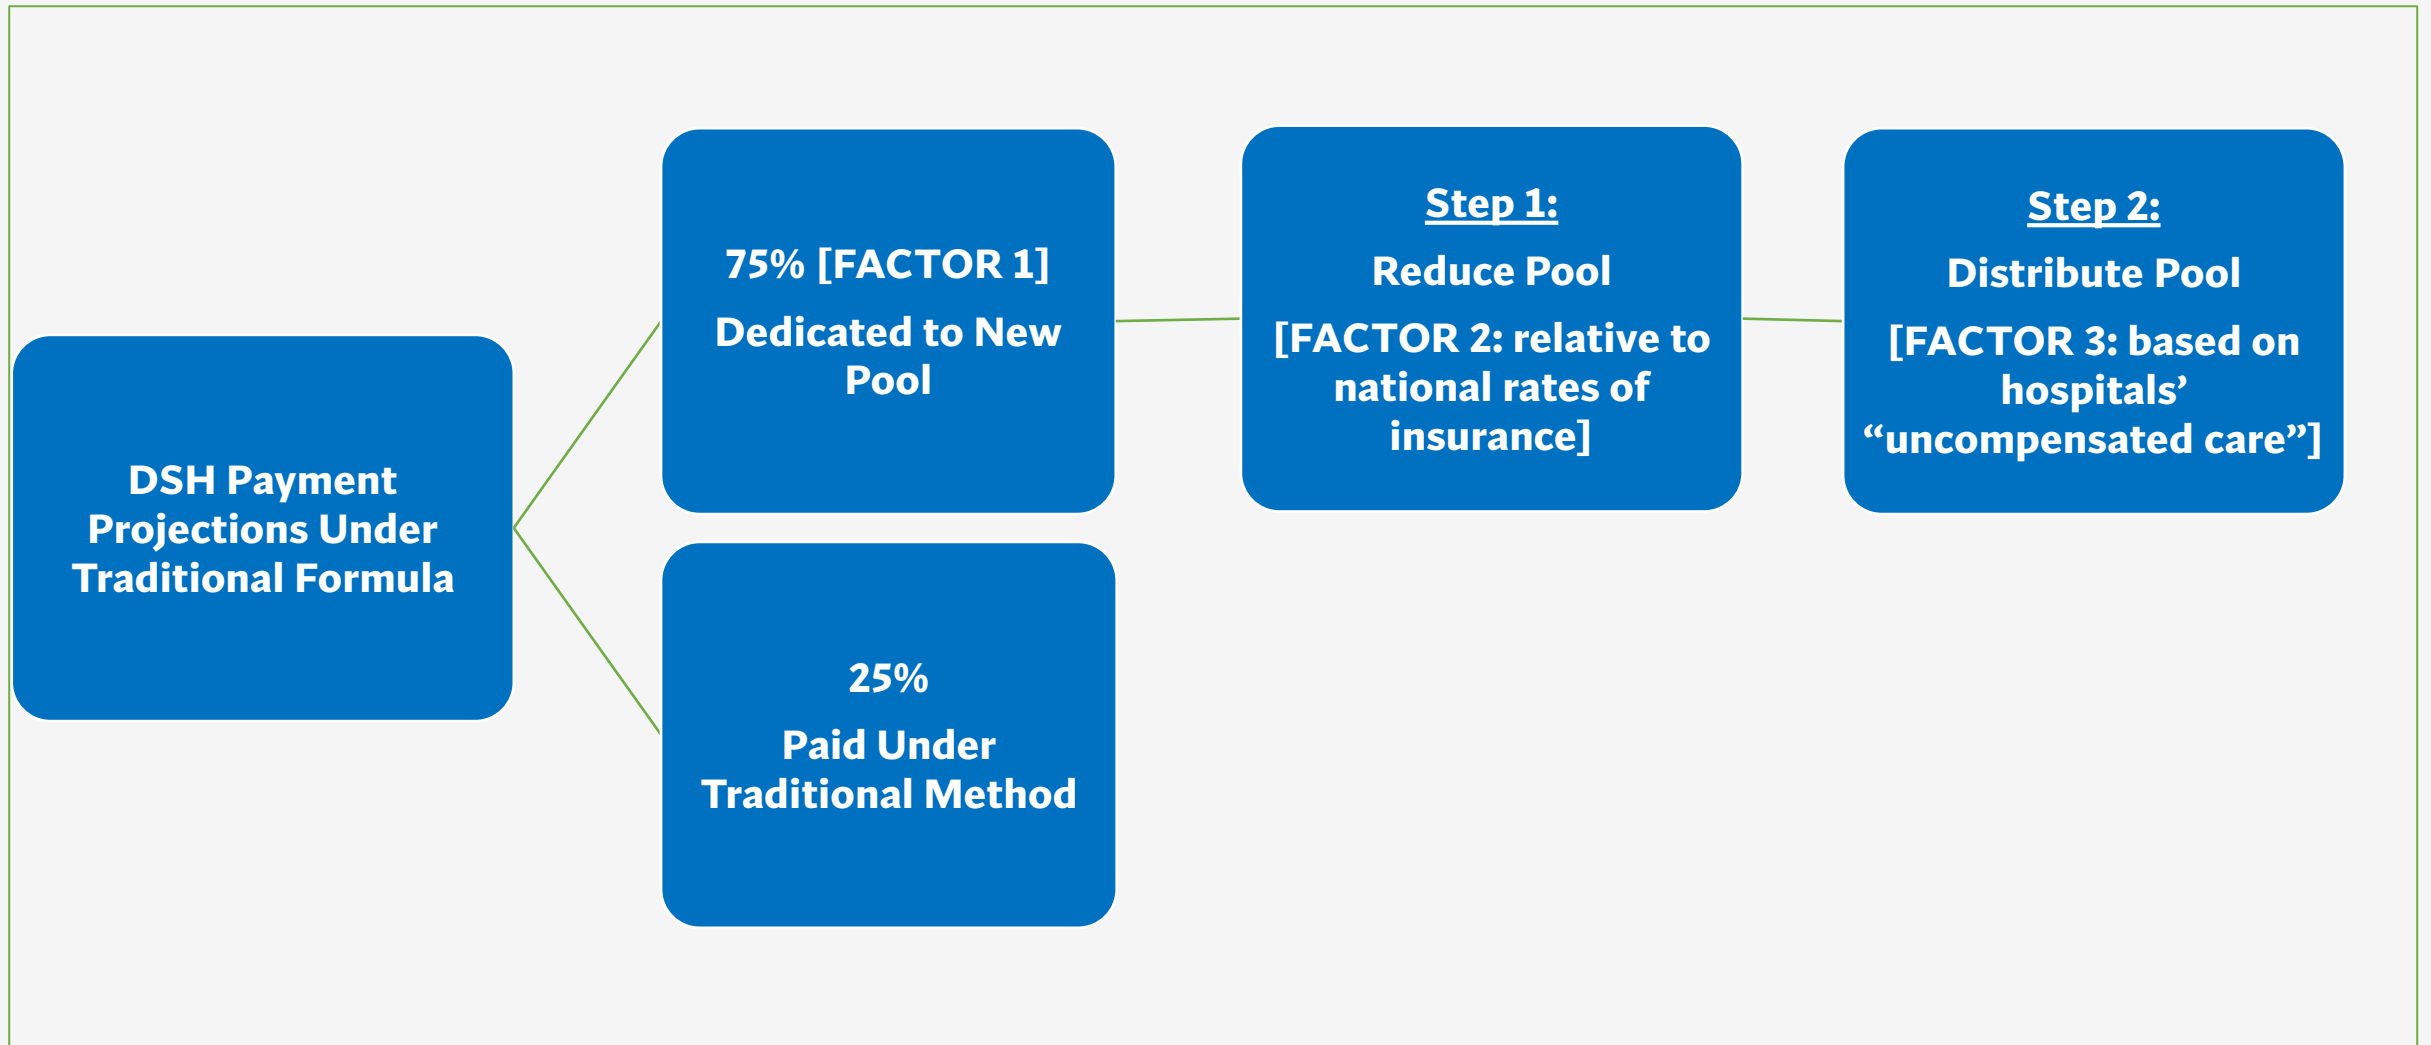 DSH Payment
Projections Under
Traditional Formula
75% [FACTOR 1]
Dedicated to New
Pool
25%
Paid Under
Traditional Method
Step 1:
Reduce Pool
[FACTOR 2: relative to
national rates of
insurance]
Step 2:
Distribute Pool
[FACTOR 3: based on
hospitals’
“uncompensated care”]